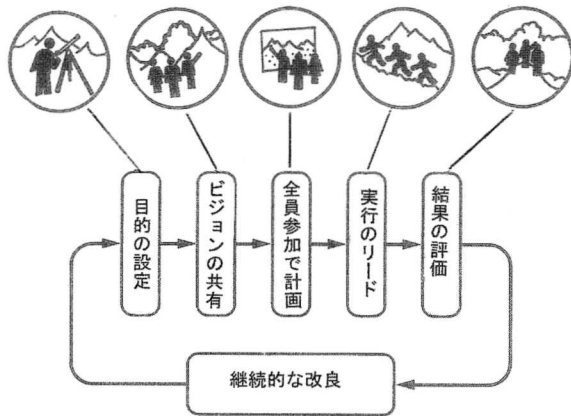 目的の設定
ビジョンの共有
全員参加で計画
実行のリード
結果の評価
継続的な改良